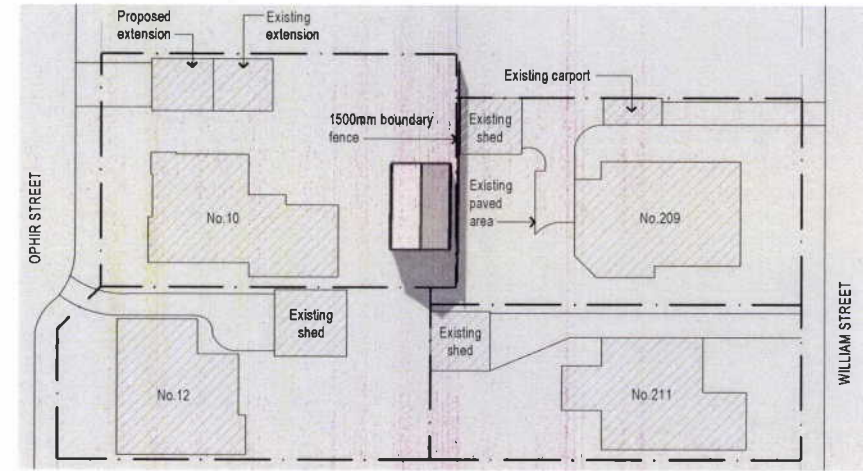 Proposed
extension
Existing
extension
Existing carport
1500mm boundary
fence
Existing
shed
Existing
paved
area
No.10
No.209
OPHIR STREET
WILLIAM STREET
Existing
shed
Existing
shed
No.12
No.211